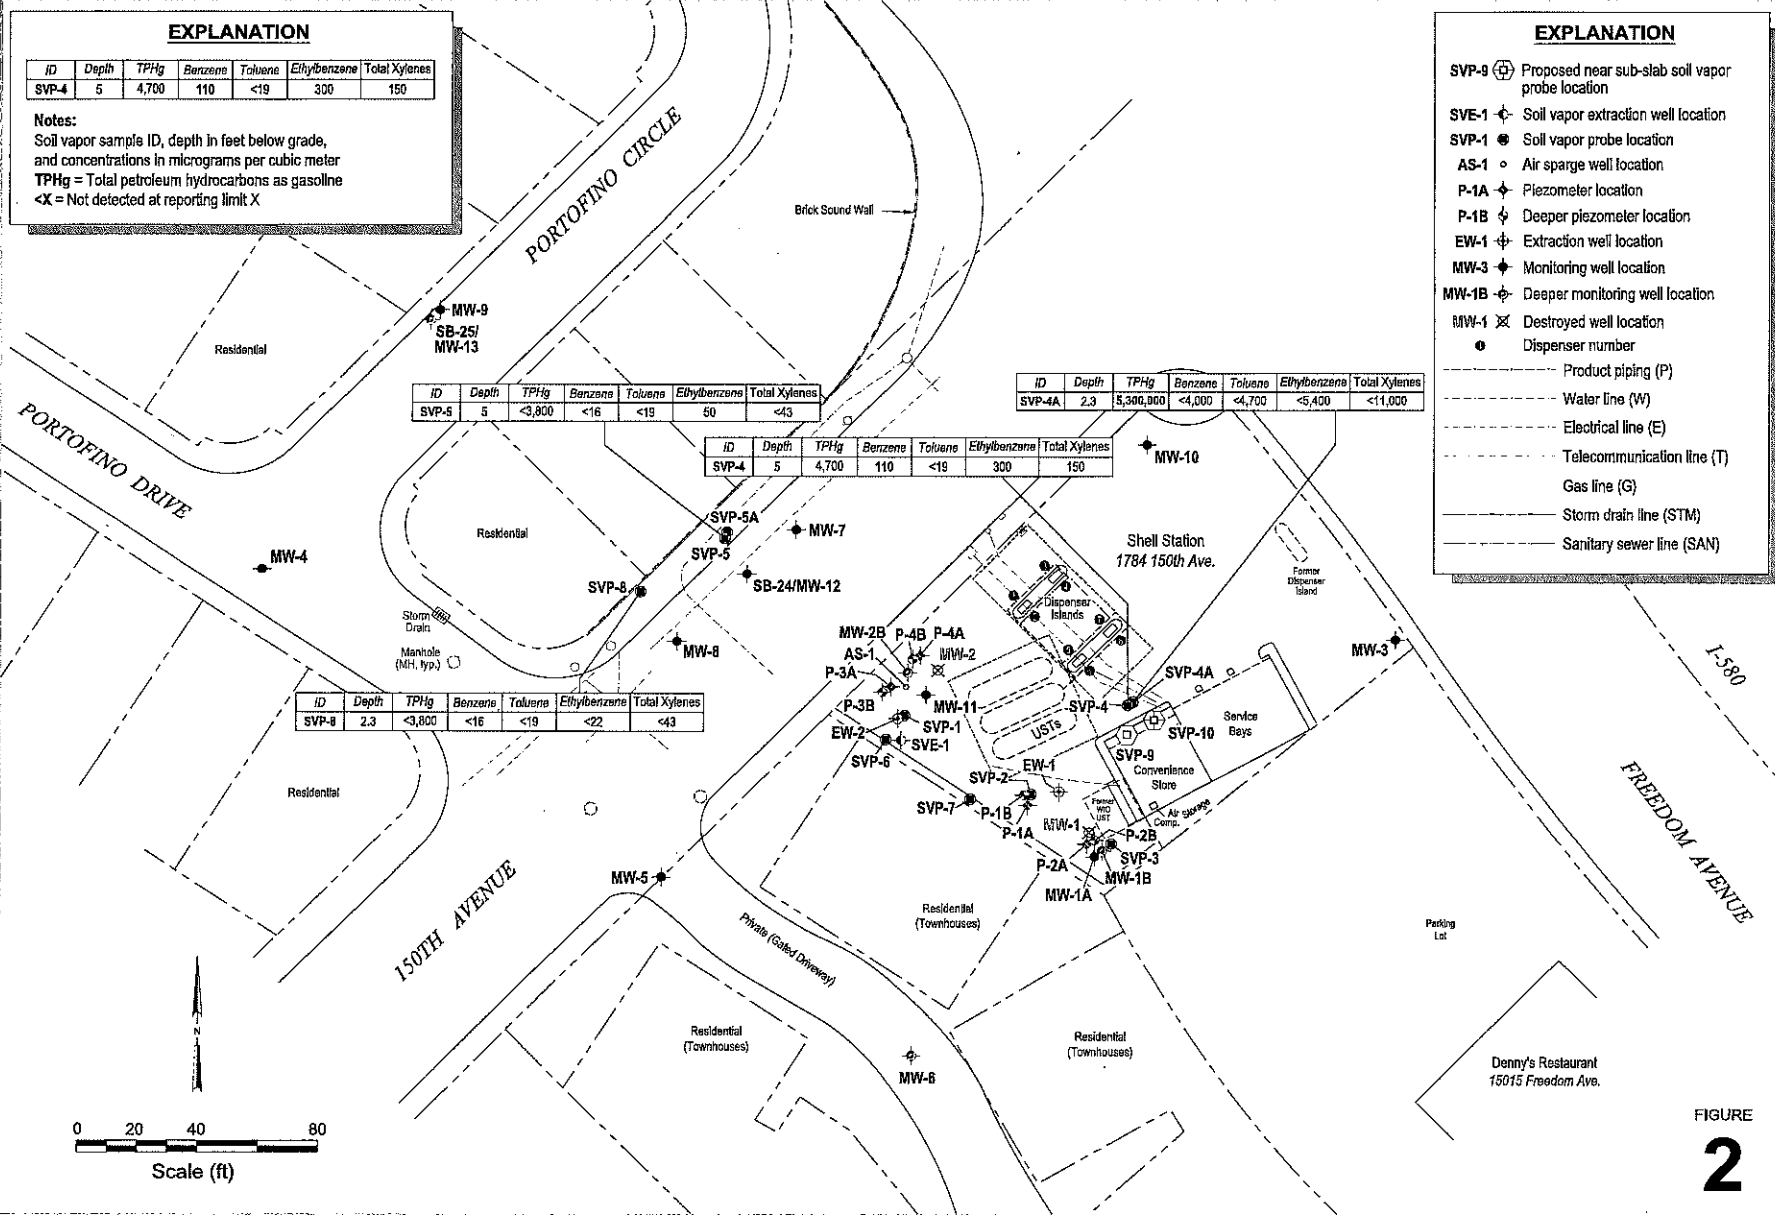 EXPLANATION
ID Depth TPHg Benzene Toluene Ethylbenzene Total Xylenes
SVP-4 5 4,700 110 <19 300 150
Notes:
Soil vapor sample ID, depth in feet below grade,
and concentrations in micrograms per cubic meter
TPHg = Total petroleum hydrocarbons as gasoline
<X = Not detected at reporting limit X
EXPLANATION
SVP-9 Proposed near sub-slab soil vapor
probe location
SVE-1 Soil vapor extraction well location
SVP-1 Soil vapor probe location
AS-1 Air sparge well location
P-1A Piezometer location
P-1B Deeper piezometer location
EW-1 Extraction well location
MW-3 Monitoring well location
MW-1B Deeper monitoring well location
MW-1 Destroyed well location
Dispenser number
Product piping (P)
Water line (W)
Electrical line (E)
Telecommunication line (T)
Gas line (G)
Storm drain line (STM)
Sanitary sewer line (SAN)
PORTOFINO CIRCLE
Brick Sound Wall
MW-9
SB-25/
MW-13
Residential
ID Depth TPHg Benzene Toluene Ethylbenzene Total Xylenes
SVP-5 5 <3,800 <16 <19 50 <43
ID Depth TPHg Benzene Toluene Ethylbenzene Total Xylenes
SVP-4A 2.3 5,300,000 <4,000 <4,700 <5,400 <11,000
ID Depth TPHg Benzene Toluene Ethylbenzene Total Xylenes
SVP-4 5 4,700 110 <19 300 150
MW-10
PORTOFINO DRIVE
SVP-5A
SVP-5
MW-7
Residential
Shell Station
1784 150th Ave.
MW-4
SVP-8
SB-24/MW-12
Former
Dispenser
Island
Dispenser
Islands
Storm
Drain
Manhole
(MH, typ.)
MW-8
MW-2B
P-4B
P-4A
AS-1
MW-2
MW-3
I-580
P-3A
P-3B
SVP-4A
ID Depth TPHg Benzene Toluene Ethylbenzene Total Xylenes
SVP-8 2.3 <3,800 <16 <19 <22 <43
MW-11
SVP-4
SVP-1
EW-2
SVE-1
USTs
SVP-10
Service
Bays
SVP-6
SVP-9
EW-1
SVP-2
Convenience
Store
Residential
SVP-7
P-1B
P-1A
Former
W/O
UST
Air
Comp.
Storage
MW-1
P-2B
SVP-3
P-2A
MW-1B
MW-1A
MW-5
FREEDOM AVENUE
150TH AVENUE
Residential
(Townhouses)
Private (Gated Driveway)
Parking
Lot
N
Residential
(Townhouses)
Residential
(Townhouses)
MW-6
Denny's Restaurant
15015 Freedom Ave.
0 20 40 80
Scale (ft)
FIGURE
2